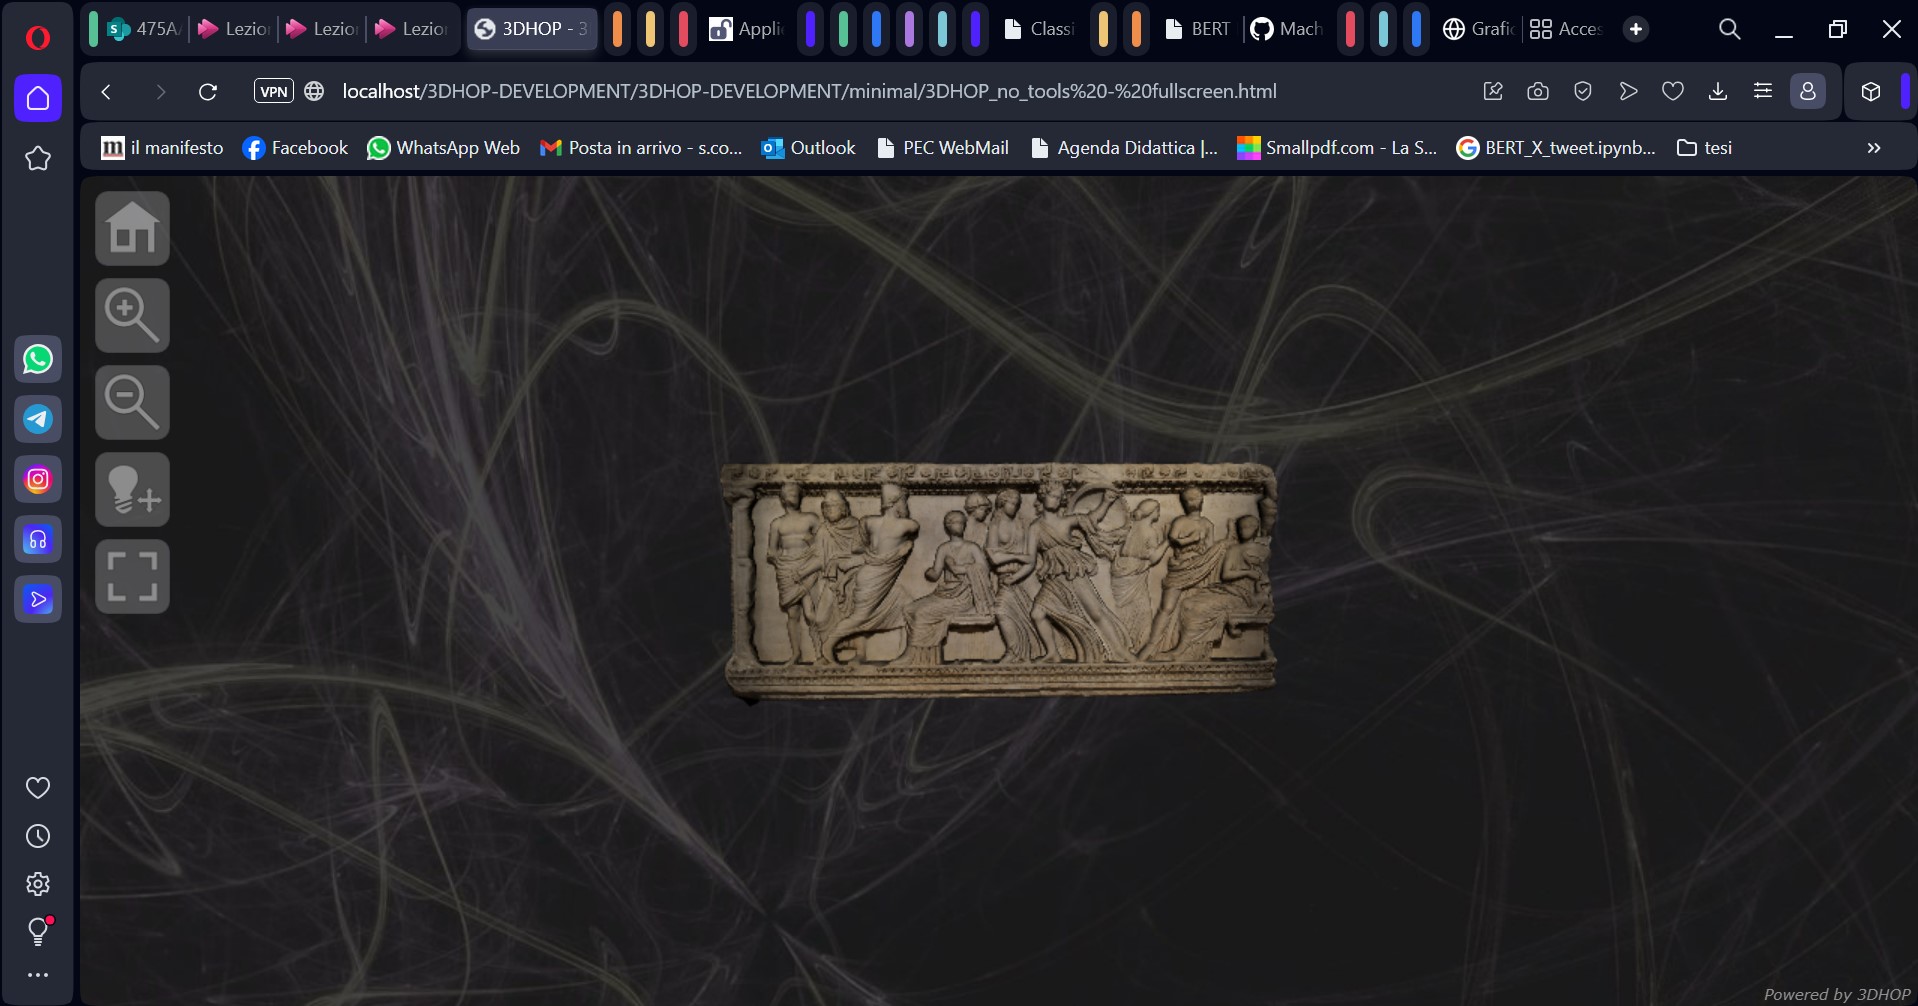 475A Lezio Lezio Lezio 3DHOP - 3 Appli Classi BERT Mach Grafic Acces
VPN localhost/3DHOP-DEVELOPMENT/3DHOP-DEVELOPMENT/minimal/3DHOP_no_tools%20-%20fullscreen.html
il manifesto Facebook WhatsApp Web Posta in arrivo - s.co... Outlook PEC WebMail Agenda Didattica |... Smallpdf.com - La S... BERT_X_tweet.ipynb... tesi
Powered by 3DHOP